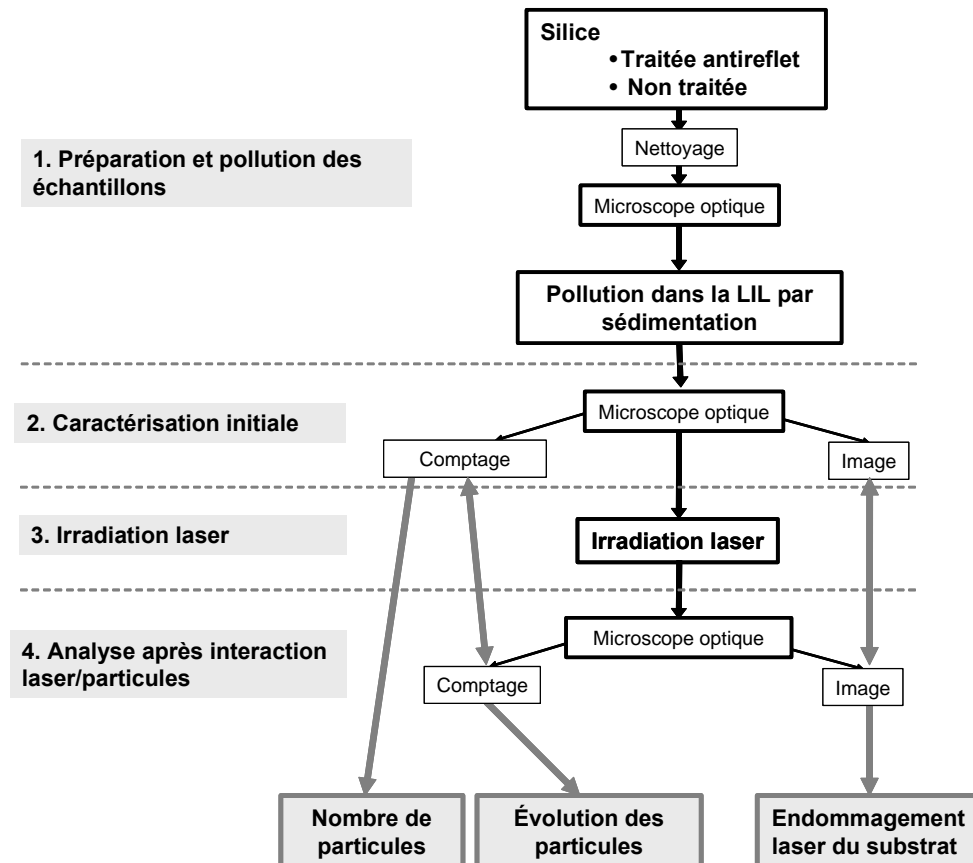 Silice
• Traitée antireflet
• Non traitée
1. Préparation et pollution des
échantillons
Nettoyage
Microscope optique
Pollution dans la LIL par
sédimentation
2. Caractérisation initiale
Microscope optique
Comptage
Image
3. Irradiation laser
Irradiation laser
4. Analyse après interaction
laser/particules
Microscope optique
Comptage
Image
Nombre de
particules
Évolution des
particules
Endommagement
laser du substrat